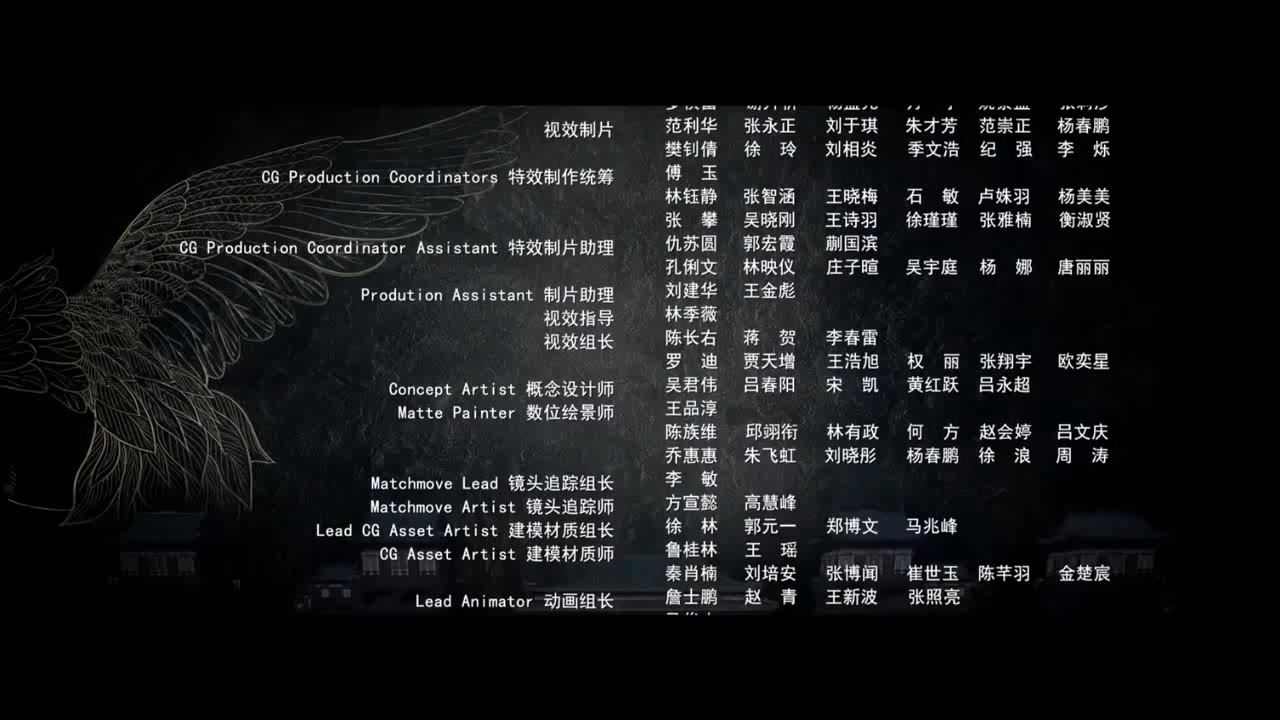 视效制片 范利华 张永正 刘于琪 朱才芳 范崇正 杨春鹏
樊钊倩 徐 玲 刘相炎 季文浩 纪 强 李 烁
CG Production Coordinators 特效制作统筹 傅 玉
林钰静 张智涵 王晓梅 石 敏 卢姝羽 杨美美
张 攀 吴晓刚 王诗羽 徐瑾瑾 张雅楠 衡淑贤
CG Production Coordinator Assistant 特效制片助理 仇苏圆 郭宏霞 蒯国滨
孔俐文 林映仪 庄子暄 吴宇庭 杨 娜 唐丽丽
Prodution Assistant 制片助理 刘建华 王金彪
视效指导 林季薇
视效组长 陈长右 蒋 贺 李春雷
罗 迪 贾天增 王浩旭 权 丽 张翔宇 欧奕星
Concept Artist 概念设计师 吴君伟 吕春阳 宋 凯 黄红跃 吕永超
Matte Painter 数位绘景师 王品淳
陈族维 邱翊衔 林有政 何 方 赵会婷 吕文庆
乔惠惠 朱飞虹 刘晓彤 杨春鹏 徐 浪 周 涛
Matchmove Lead 镜头追踪组长 李 敏
Matchmove Artist 镜头追踪师 方宣懿 高慧峰
Lead CG Asset Artist 建模材质组长 徐 林 郭元一 郑博文 马兆峰
CG Asset Artist 建模材质师 鲁桂林 王 瑶
秦肖楠 刘培安 张博闻 崔世玉 陈芊羽 金楚宸
Lead Animator 动画组长 詹士鹏 赵 青 王新波 张照亮